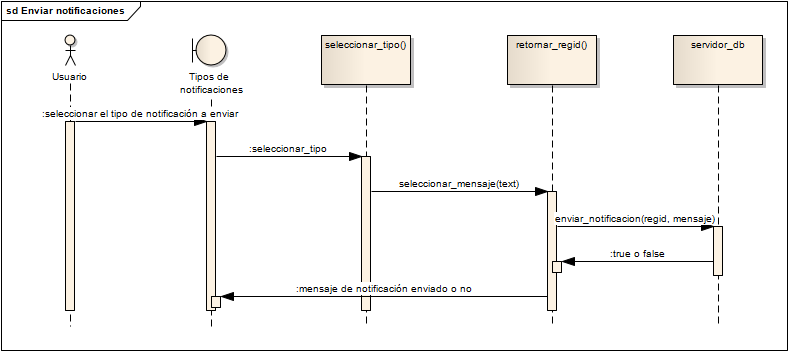 sd Enviar notificaciones
Usuario
Tipos de
notificaciones
seleccionar_tipo()
retornar_regid()
servidor_db
:seleccionar el tipo de notificación a enviar
:seleccionar_tipo
seleccionar_mensaje(text)
enviar_notificacion(regid, mensaje)
:true o false
:mensaje de notificación enviado o no